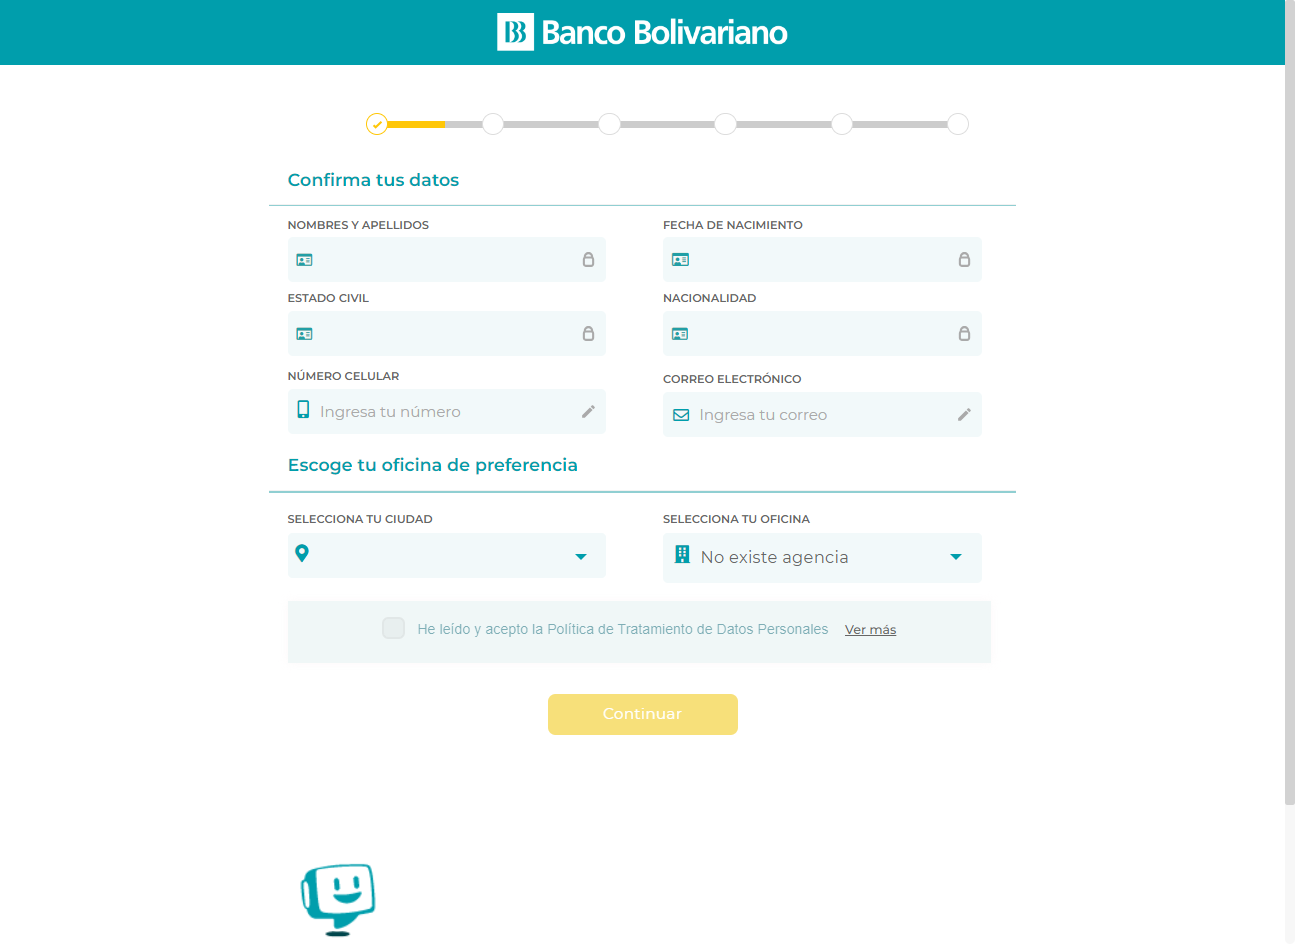 Banco Bolivariano
Confirma tus datos
NOMBRES Y APELLIDOS
FECHA DE NACIMIENTO
ESTADO CIVIL
NACIONALIDAD
NÚMERO CELULAR
CORREO ELECTRÓNICO
Ingresa tu número
Ingresa tu correo
Escoge tu oficina de preferencia
SELECCIONA TU CIUDAD
SELECCIONA TU OFICINA
No existe agencia
He leído y acepto la Política de Tratamiento de Datos Personales Ver más
Continuar